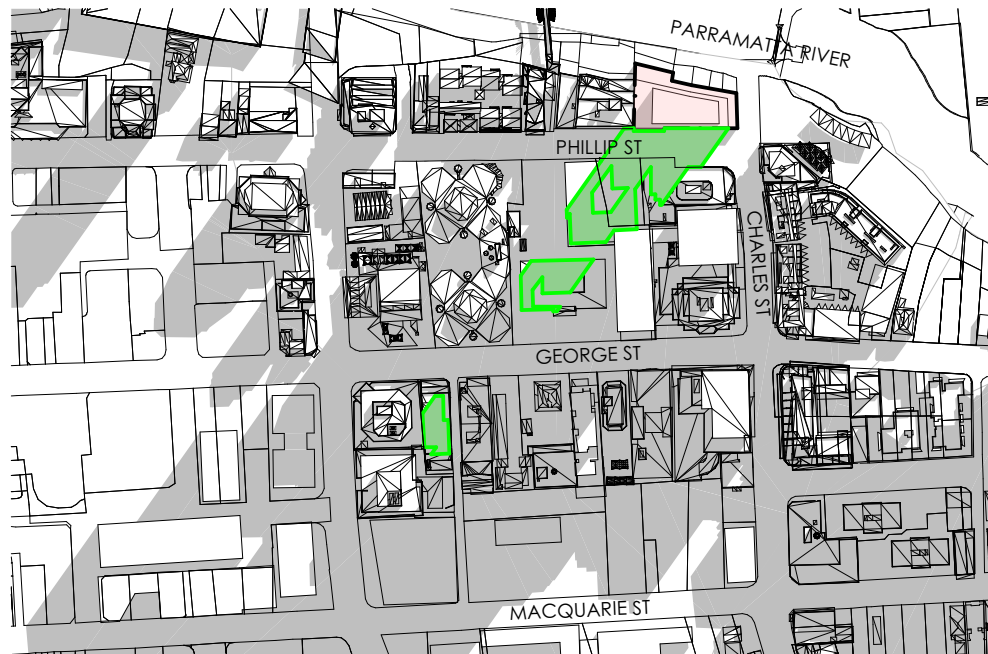 PARRAMATTA RIVER
PHILLIP ST
CHARLES ST
GEORGE ST
MACQUARIE ST